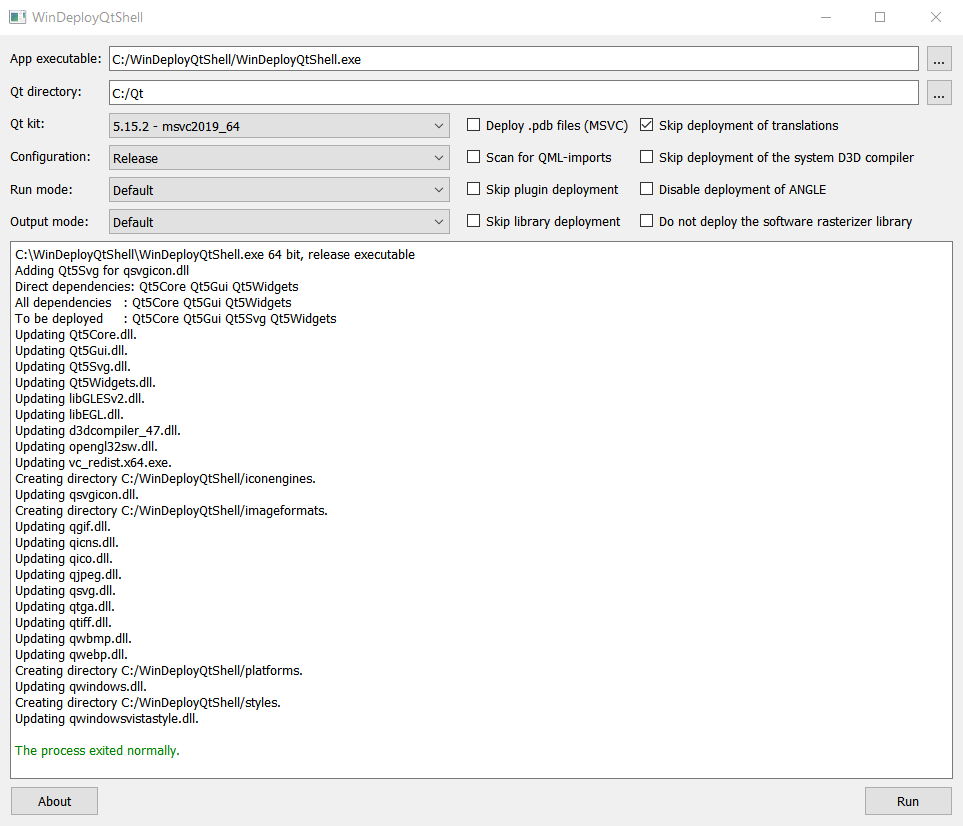 WinDeployQtShell
App executable: C:/WinDeployQtShell/WinDeployQtShell.exe ...
Qt directory: C:/Qt ...
Qt kit: 5.15.2 - msvc2019_64 Deploy .pdb files (MSVC) Skip deployment of translations
Configuration: Release Scan for QML-imports Skip deployment of the system D3D compiler
Run mode: Default Skip plugin deployment Disable deployment of ANGLE
Output mode: Default Skip library deployment Do not deploy the software rasterizer library
C:\WinDeployQtShell\WinDeployQtShell.exe 64 bit, release executable
Adding Qt5Svg for qsvgicon.dll
Direct dependencies: Qt5Core Qt5Gui Qt5Widgets
All dependencies : Qt5Core Qt5Gui Qt5Widgets
To be deployed : Qt5Core Qt5Gui Qt5Svg Qt5Widgets
Updating Qt5Core.dll.
Updating Qt5Gui.dll.
Updating Qt5Svg.dll.
Updating Qt5Widgets.dll.
Updating libGLESv2.dll.
Updating libEGL.dll.
Updating d3dcompiler_47.dll.
Updating opengl32sw.dll.
Updating vc_redist.x64.exe.
Creating directory C:/WinDeployQtShell/iconengines.
Updating qsvgicon.dll.
Creating directory C:/WinDeployQtShell/imageformats.
Updating qgif.dll.
Updating qicns.dll.
Updating qico.dll.
Updating qjpeg.dll.
Updating qsvg.dll.
Updating qtga.dll.
Updating qtiff.dll.
Updating qwbmp.dll.
Updating qwebp.dll.
Creating directory C:/WinDeployQtShell/platforms.
Updating qwindows.dll.
Creating directory C:/WinDeployQtShell/styles.
Updating qwindowsvistastyle.dll.
The process exited normally.
About Run